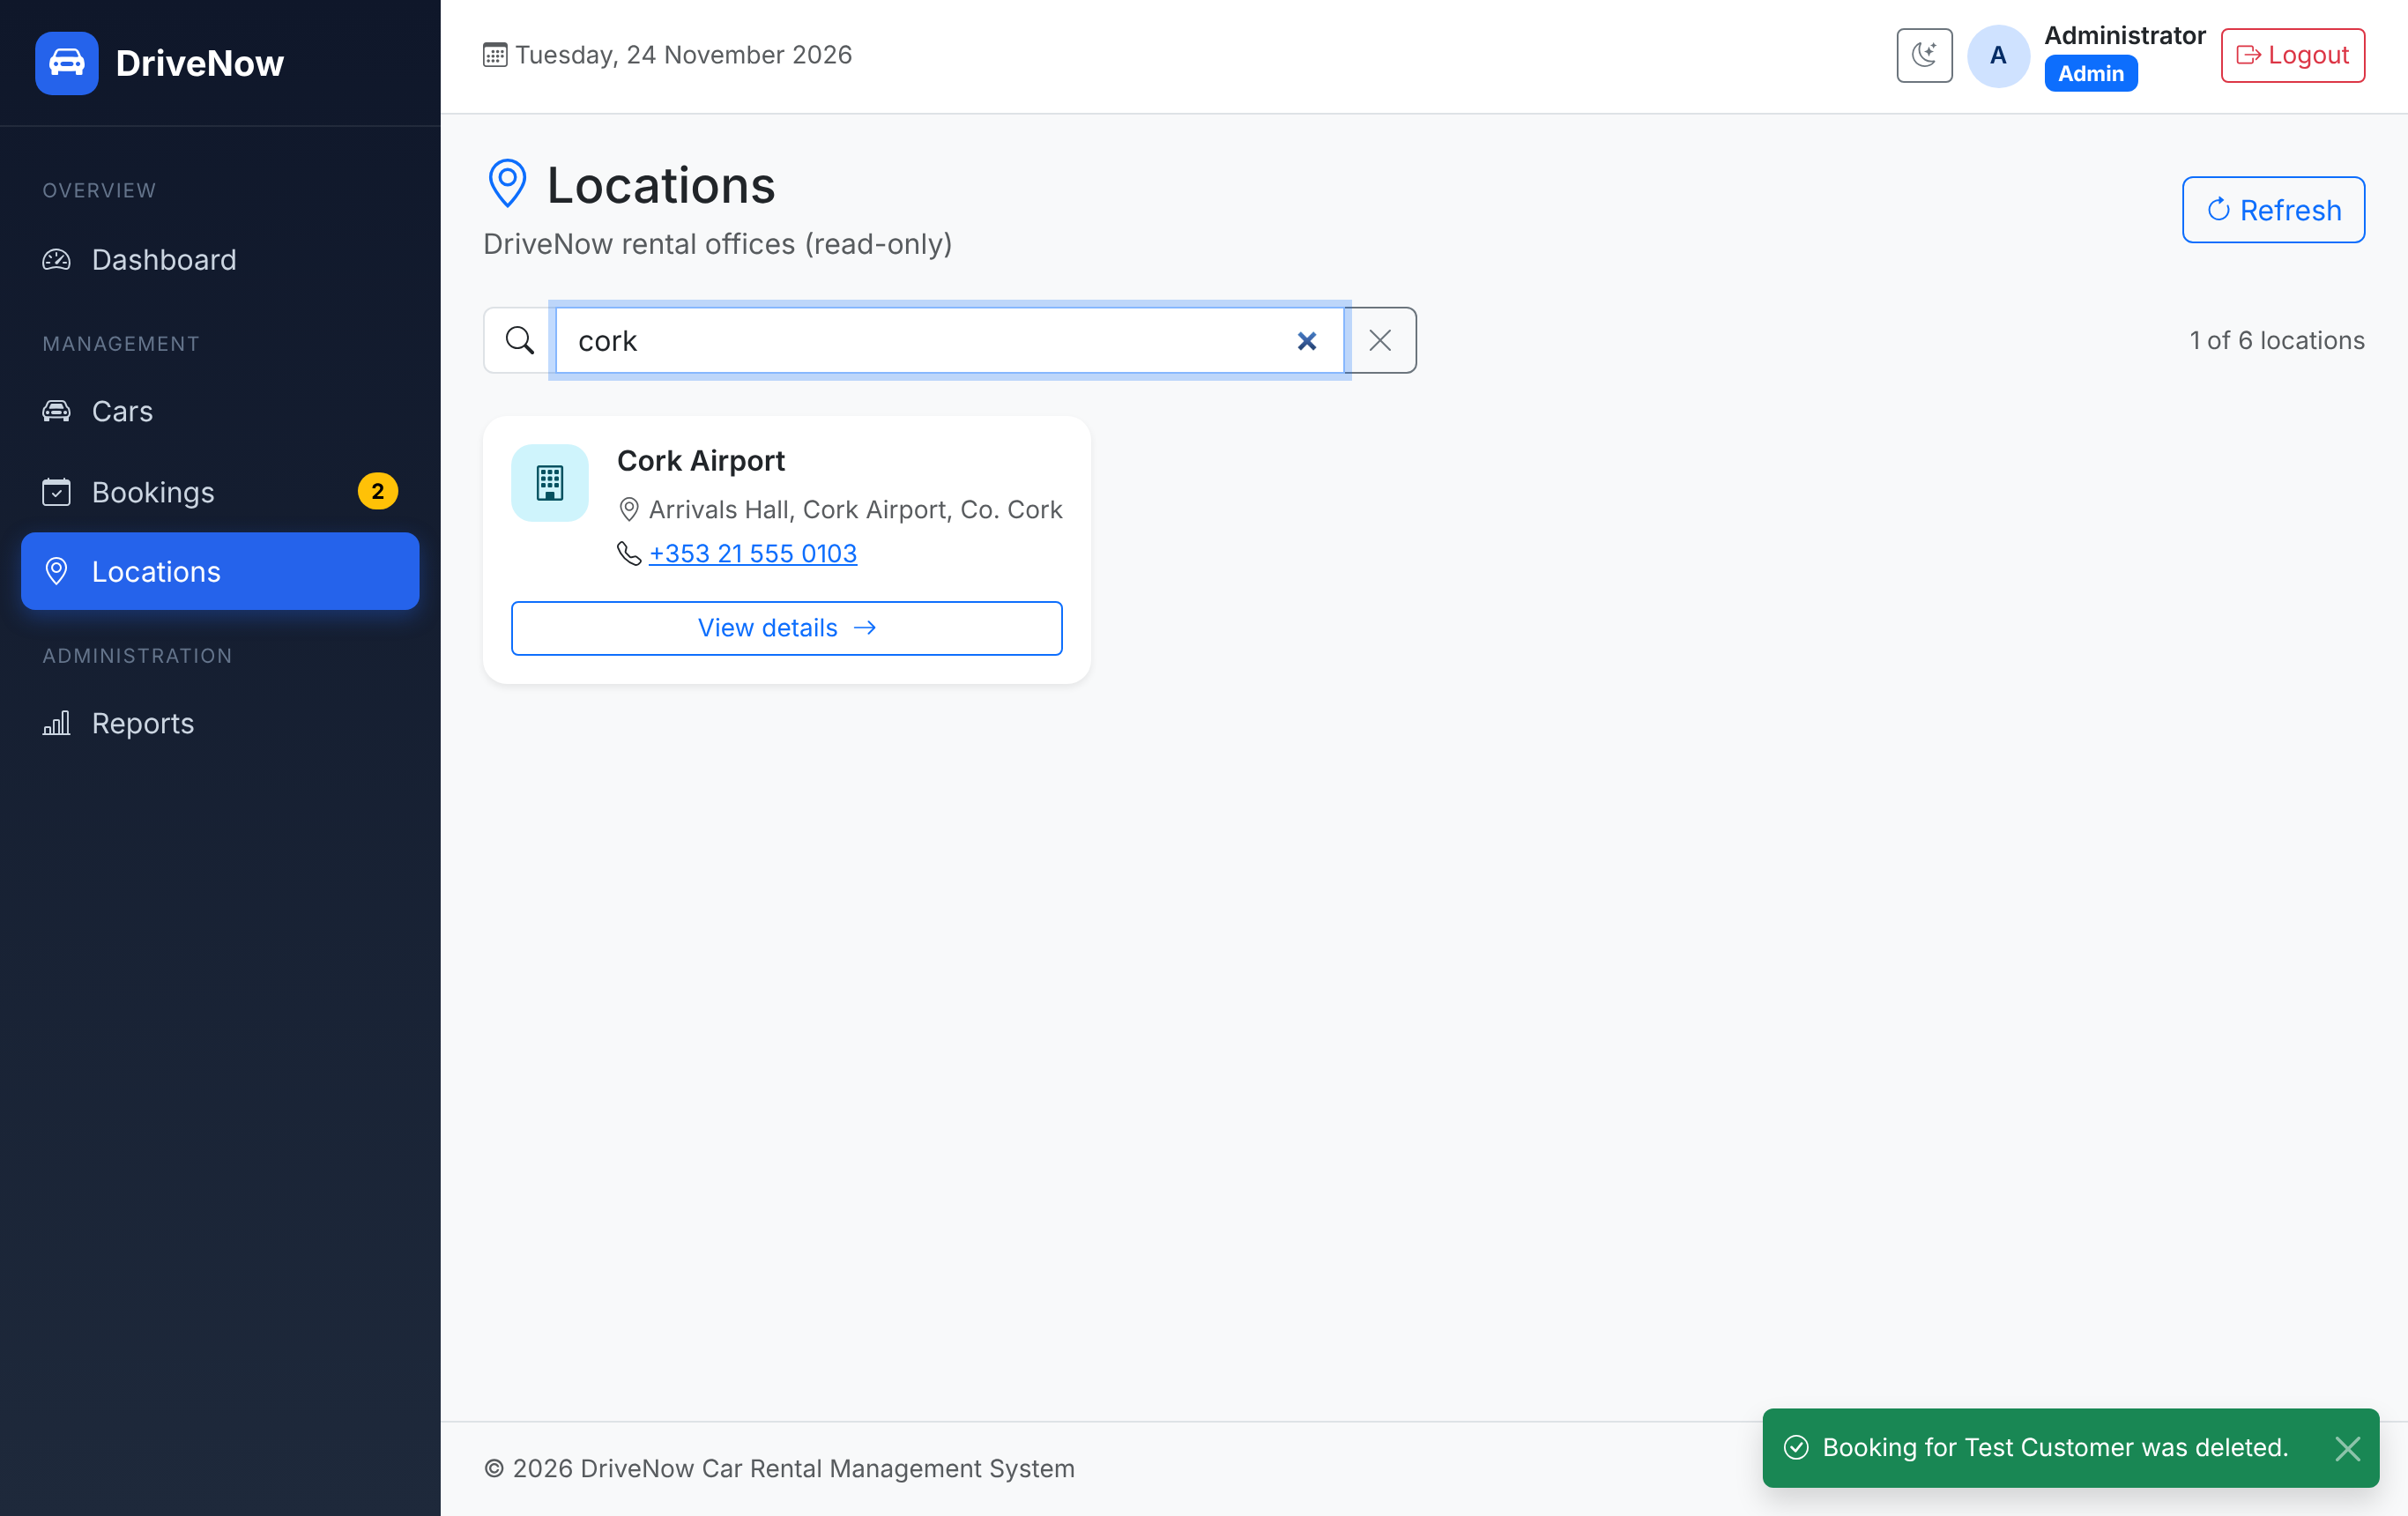 DriveNow
OVERVIEW
Dashboard
MANAGEMENT
Cars
Bookings 2
Locations
ADMINISTRATION
Reports
Tuesday, 24 November 2026
A
Administrator
Admin
Logout
Locations
DriveNow rental offices (read-only)
Refresh
cork
1 of 6 locations
Cork Airport
Arrivals Hall, Cork Airport, Co. Cork
+353 21 555 0103
View details
© 2026 DriveNow Car Rental Management System
Booking for Test Customer was deleted.